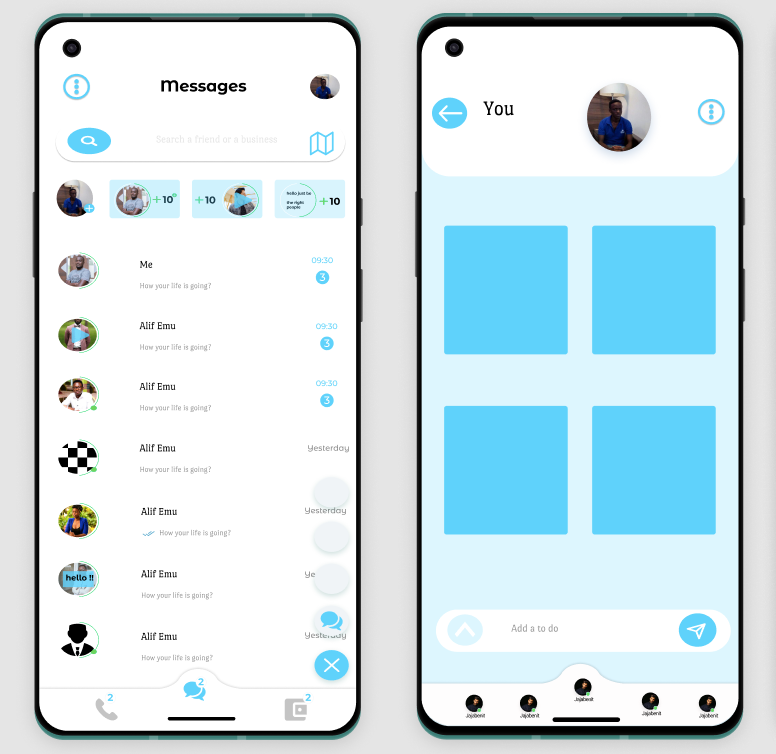 Messages
Search a friend or a business
+10
+10
hello just be
the right
people
+10
Me
09:30
How your life is going?
3
Alif Emu
09:30
How your life is going?
3
Alif Emu
09:30
How your life is going?
3
Alif Emu
Yesterday
How your life is going?
Alif Emu
Yesterday
How your life is going?
hello !!
Alif Emu
Ye
How your life is going?
Alif Emu
Yesterday
How your life is going?
2
2
2
You
Add a to do
Jajabenit
Jajabenit
Jajabenit
Jajabenit
Jajabenit